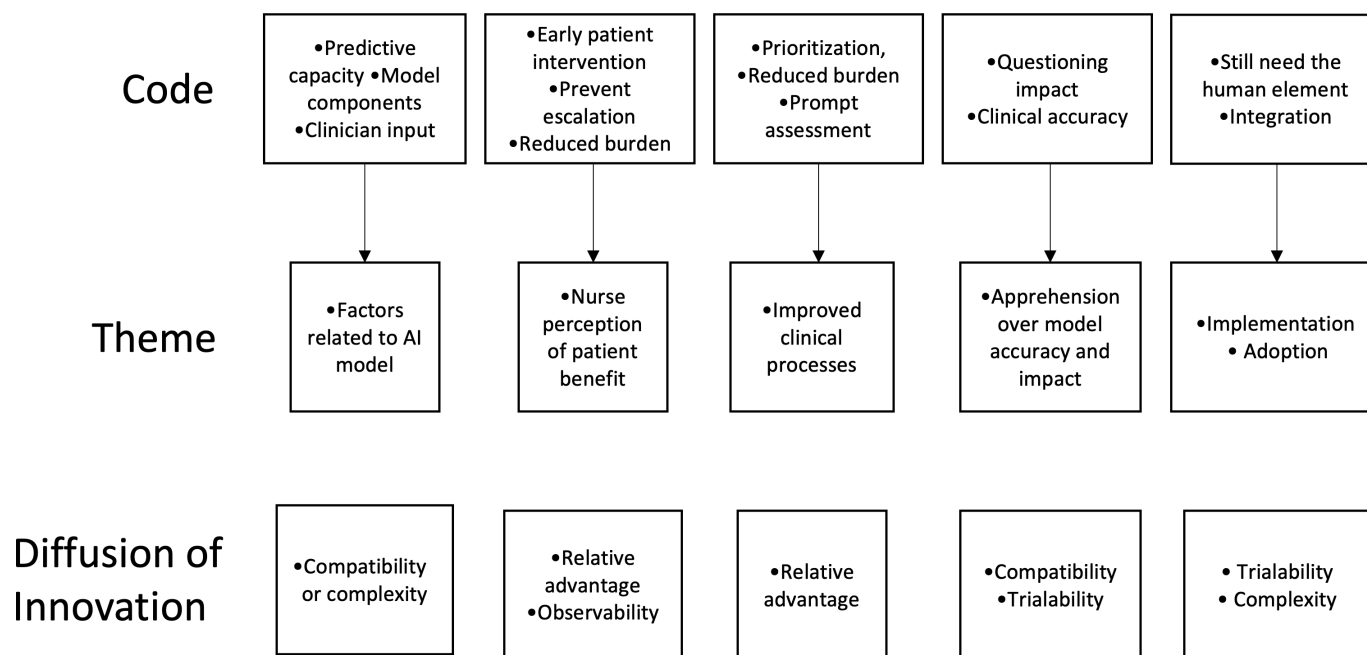 Code
•Predictive
capacity •Model
components
•Clinician input
•Early patient
intervention
•Prevent
escalation
•Reduced burden
•Prioritization,
•Reduced burden
•Prompt
assessment
•Questioning
impact
•Clinical accuracy
•Still need the
human element
•Integration
Theme
•Factors
related to AI
model
•Nurse
perception
of patient
benefit
•Improved
clinical
processes
•Apprehension
over model
accuracy and
impact
•Implementation
• Adoption
Diffusion of
Innovation
•Compatibility
or complexity
•Relative
advantage
•Observability
•Relative
advantage
•Compatibility
•Trialability
• Trialability
• Complexity